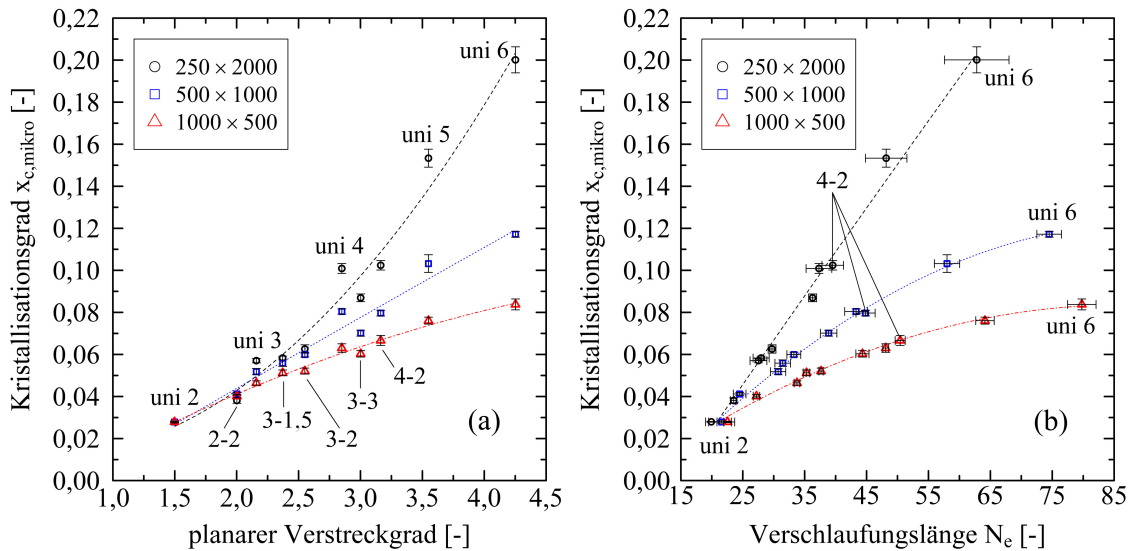 Kristallisationsgrad x_c,mikro [-]
0,22
0,20
0,18
0,16
0,14
0,12
0,10
0,08
0,06
0,04
0,02
0,00
250 × 2000
500 × 1000
1000 × 500
uni 6
uni 5
uni 4
uni 3
uni 2
2-2
3-1.5
3-2
3-3
4-2
(a)
1,0 1,5 2,0 2,5 3,0 3,5 4,0 4,5
planarer Verstreckgrad [-]
Kristallisationsgrad x_c,mikro [-]
0,22
0,20
0,18
0,16
0,14
0,12
0,10
0,08
0,06
0,04
0,02
0,00
250 × 2000
500 × 1000
1000 × 500
uni 6
4-2
uni 6
uni 6
uni 2
(b)
15 25 35 45 55 65 75 85
Verschlaufungslänge N_e [-]